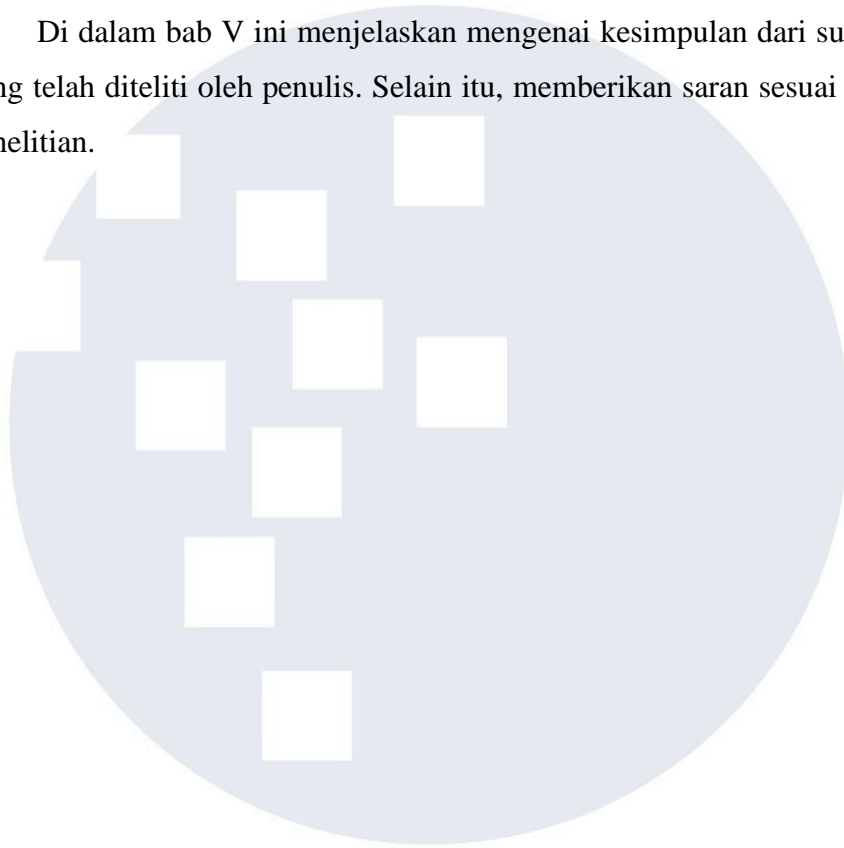 Di dalam bab V ini menjelaskan mengenai kesimpulan dari su
ng telah diteliti oleh penulis. Selain itu, memberikan saran sesuai
nelitian.